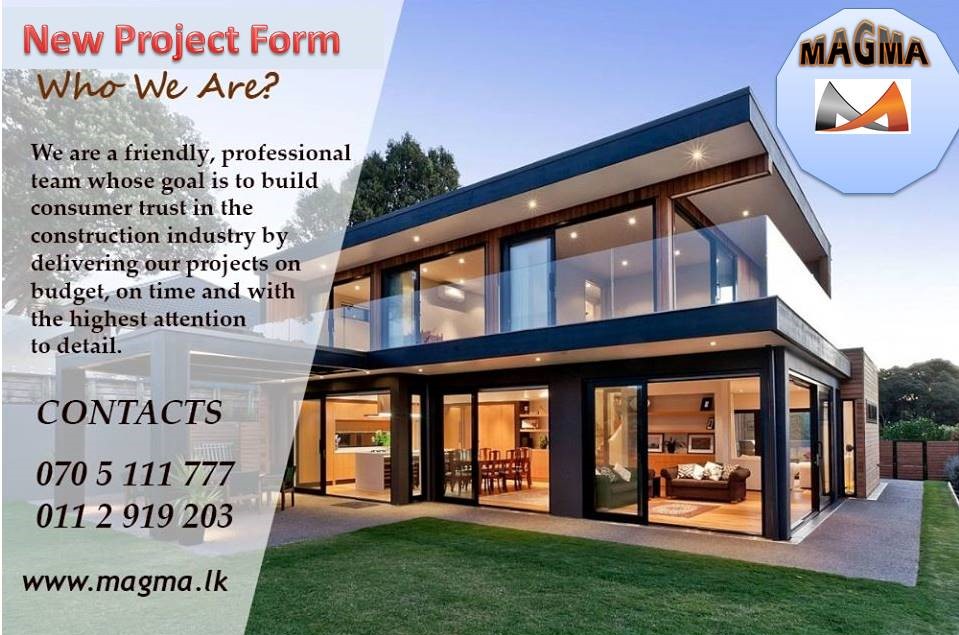 New Project Form
Who We Are?
MAGMA
We are a friendly, professional
team whose goal is to build
consumer trust in the
construction industry by
delivering our projects on
budget, on time and with
the highest attention
to detail.
CONTACTS
070 5 111 777
011 2 919 203
www.magma.lk